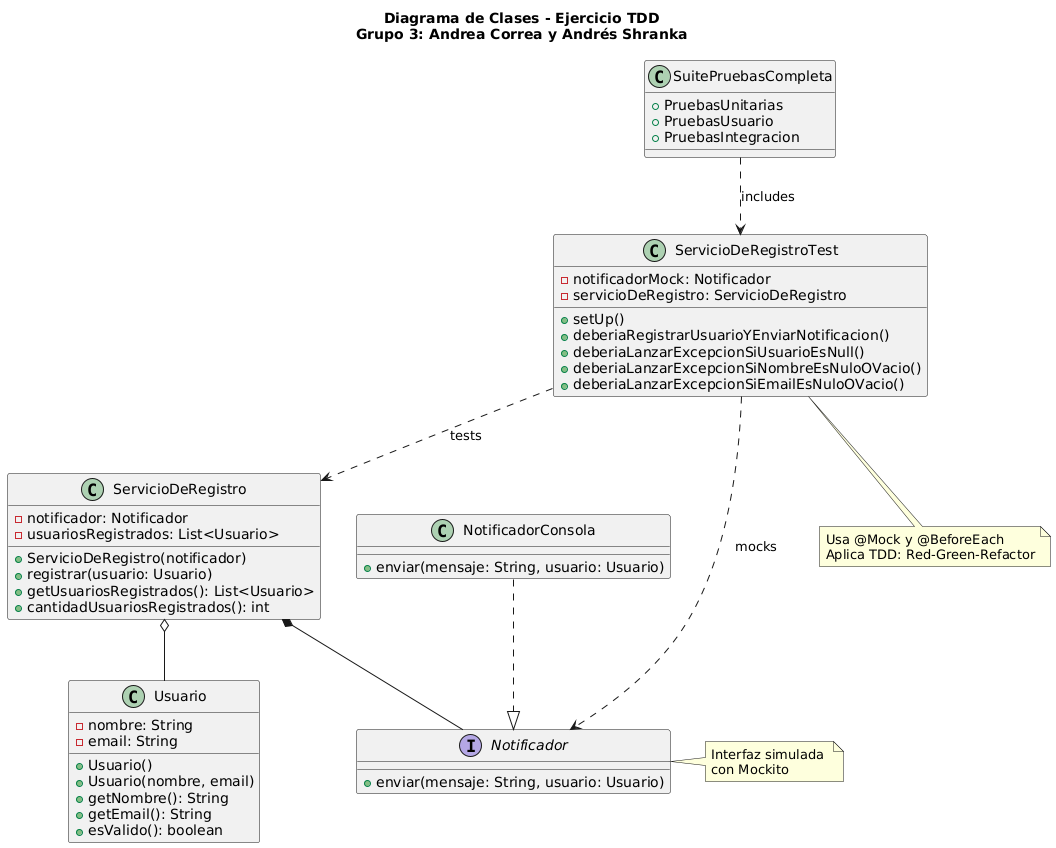 Diagrama de Clases - Ejercicio TDD
Grupo 3: Andrea Correa y Andrés Shranka
C SuitePruebasCompleta
PruebasUnitarias
PruebasUsuario
PruebasIntegracion
includes
C ServicioDeRegistroTest
notificadorMock: Notificador
servicioDeRegistro: ServicioDeRegistro
setUp()
deberiaRegistrarUsuarioYEnviarNotificacion()
deberiaLanzarExcepcionSiUsuarioEsNull()
deberiaLanzarExcepcionSiNombreEsNuloOVacio()
deberiaLanzarExcepcionSiEmailEsNuloOVacio()
tests
C ServicioDeRegistro
notificador: Notificador
usuariosRegistrados: List<Usuario>
ServicioDeRegistro(notificador)
registrar(usuario: Usuario)
getUsuariosRegistrados(): List<Usuario>
cantidadUsuariosRegistrados(): int
C NotificadorConsola
enviar(mensaje: String, usuario: Usuario)
mocks
Usa @Mock y @BeforeEach
Aplica TDD: Red-Green-Refactor
C Usuario
nombre: String
email: String
Usuario()
Usuario(nombre, email)
getNombre(): String
getEmail(): String
esValido(): boolean
I Notificador
enviar(mensaje: String, usuario: Usuario)
Interfaz simulada
con Mockito